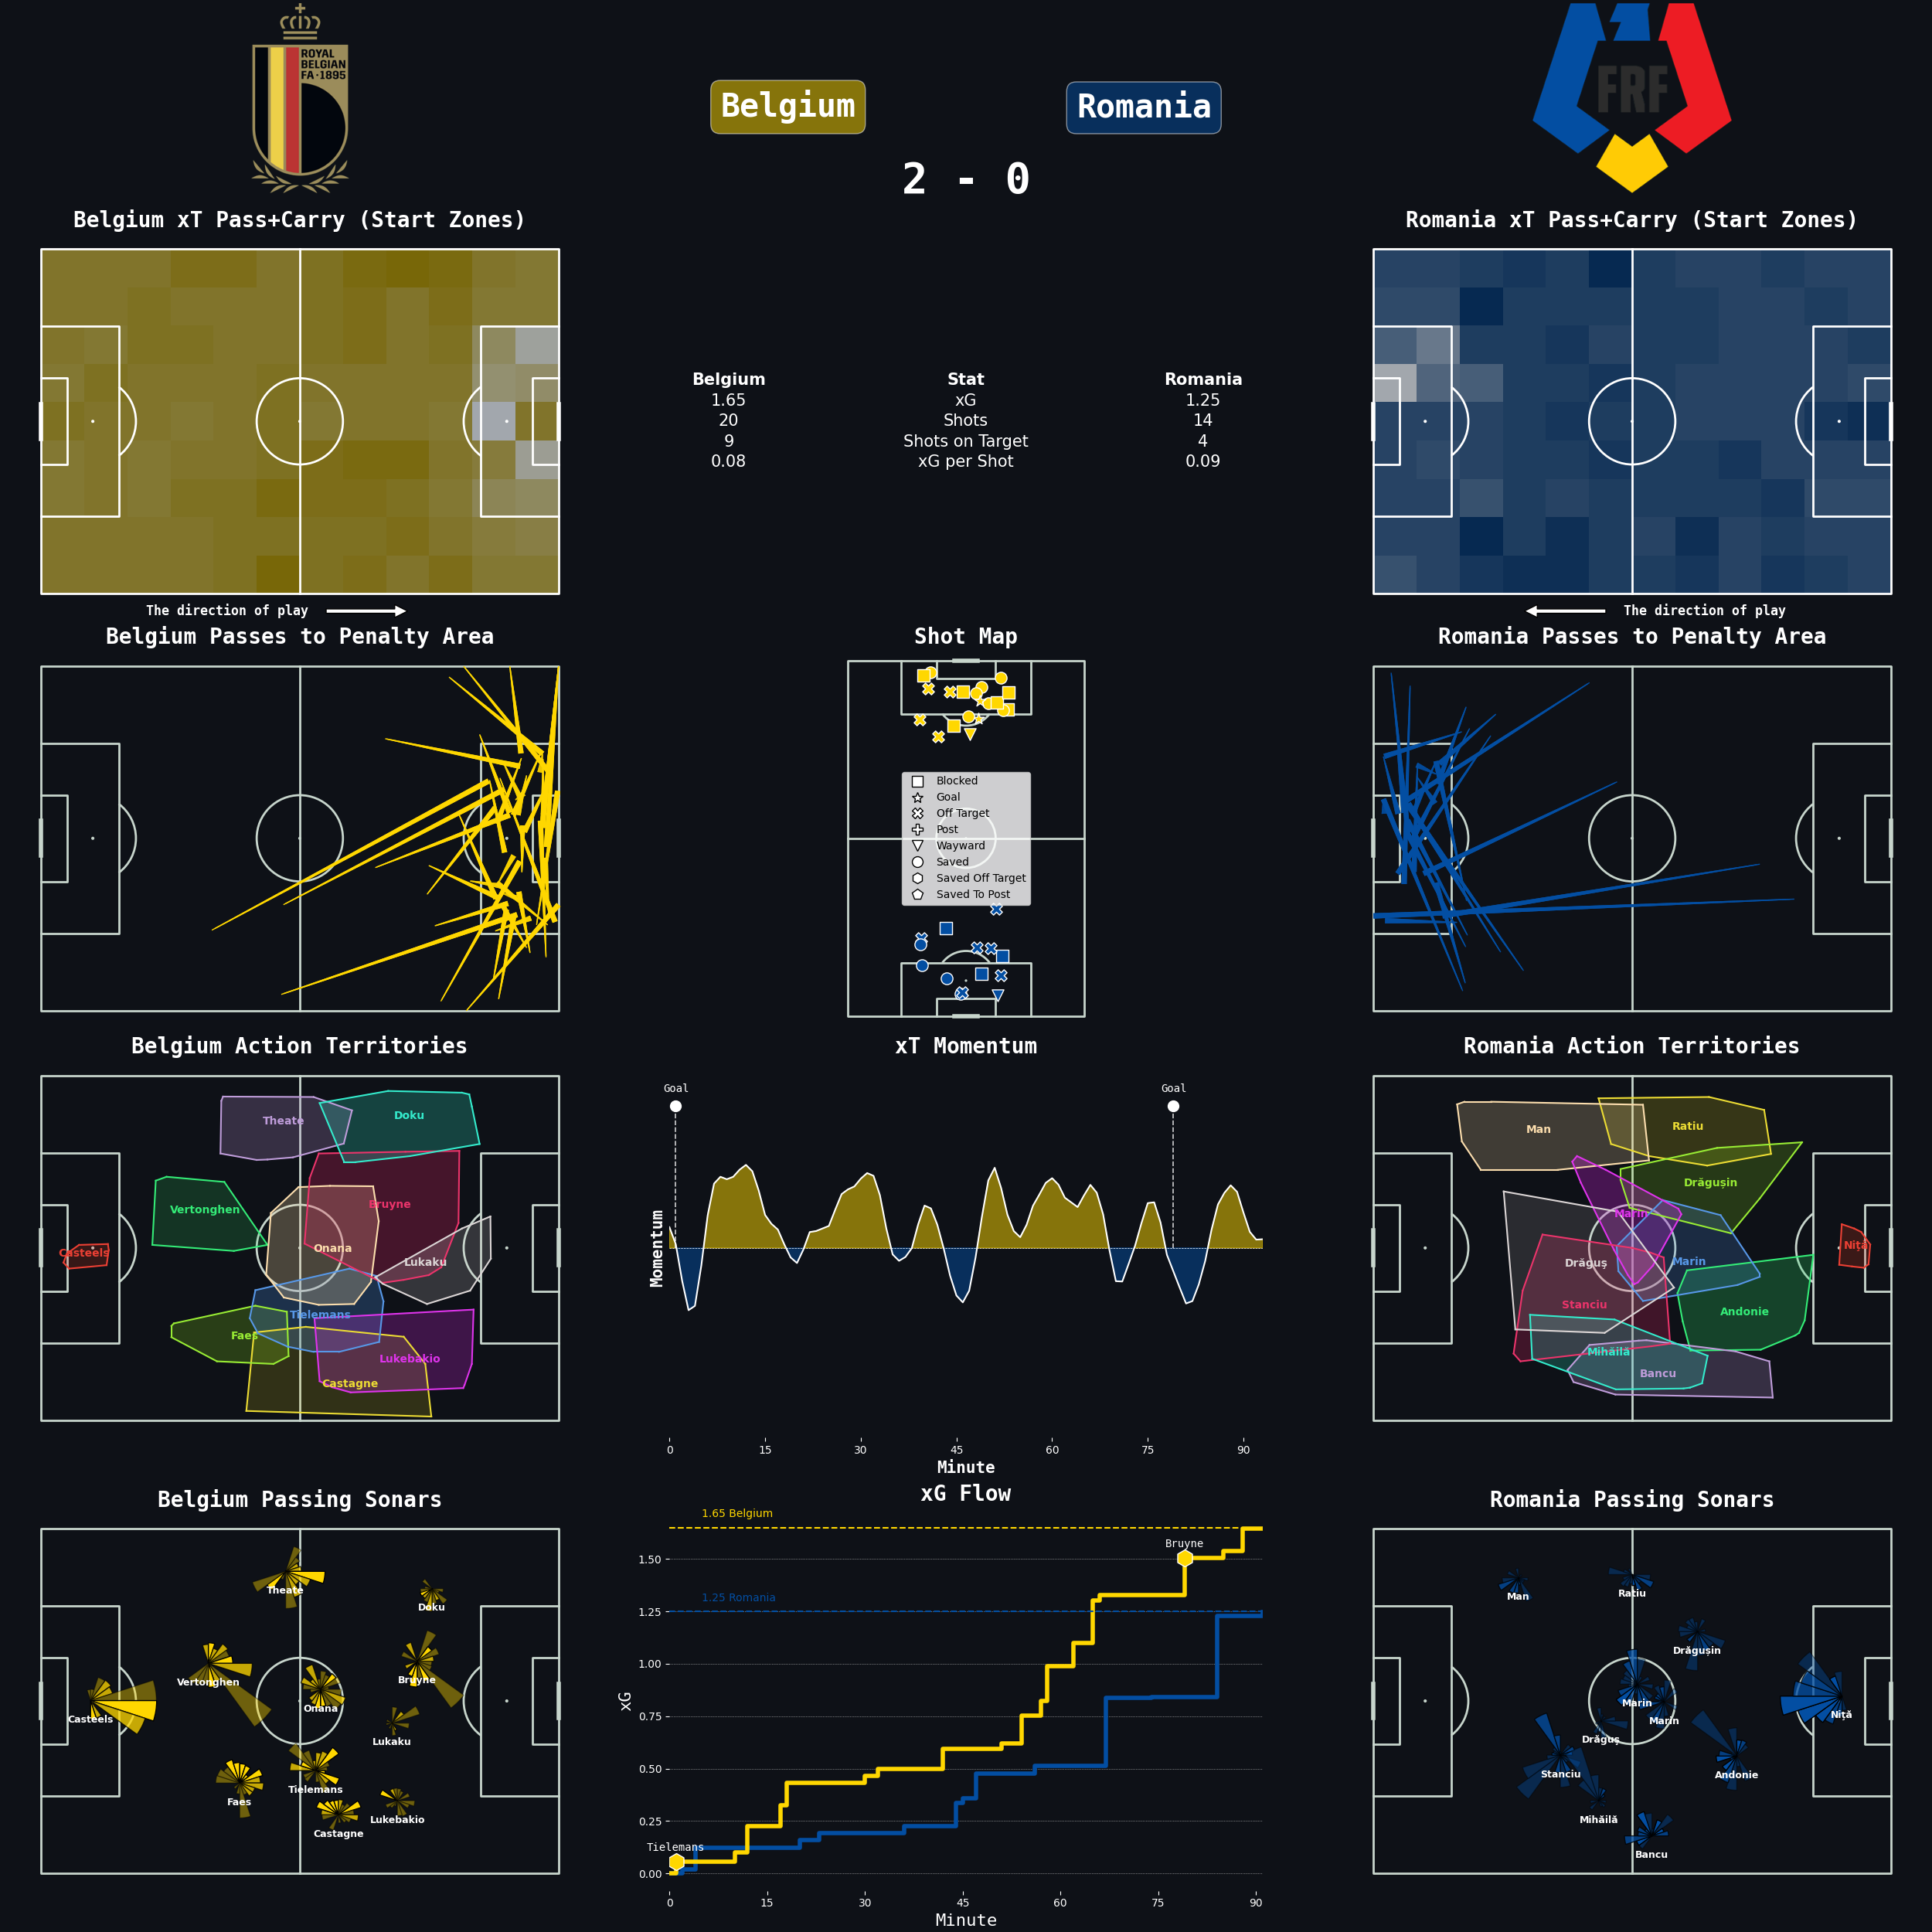 ROYAL
BELGIAN
FA·1895
FRF
Belgium
Romania
2 - 0
Belgium xT Pass+Carry (Start Zones)
Romania xT Pass+Carry (Start Zones)
Belgium Stat Romania
1.65 xG 1.25
20 Shots 14
9 Shots on Target 4
0.08 xG per Shot 0.09
The direction of play
The direction of play
Belgium Passes to Penalty Area
Shot Map
Romania Passes to Penalty Area
Blocked
Goal
Off Target
Post
Wayward
Saved
Saved Off Target
Saved To Post
Belgium Action Territories
Theate
Doku
Vertonghen
Bruyne
Casteels
Onana
Lukaku
Tielemans
Faes
Lukebakio
Castagne
xT Momentum
Goal
Goal
Momentum
0 15 30 45 60 75 90
Minute
Romania Action Territories
Man
Ratiu
Drăgușin
Marin
Niță
Drăguș
Marin
Stanciu
Andonie
Mihăilă
Bancu
Belgium Passing Sonars
Theate
Doku
Vertonghen
Bruyne
Casteels
Onana
Lukaku
Tielemans
Faes
Lukebakio
Castagne
xG Flow
1.65 Belgium
Bruyne
1.25 Romania
Tielemans
xG
1.50
1.25
1.00
0.75
0.50
0.25
0.00
0 15 30 45 60 75 90
Minute
Romania Passing Sonars
Man
Ratiu
Drăgușin
Marin
Niță
Marin
Drăguș
Stanciu
Andonie
Mihăilă
Bancu